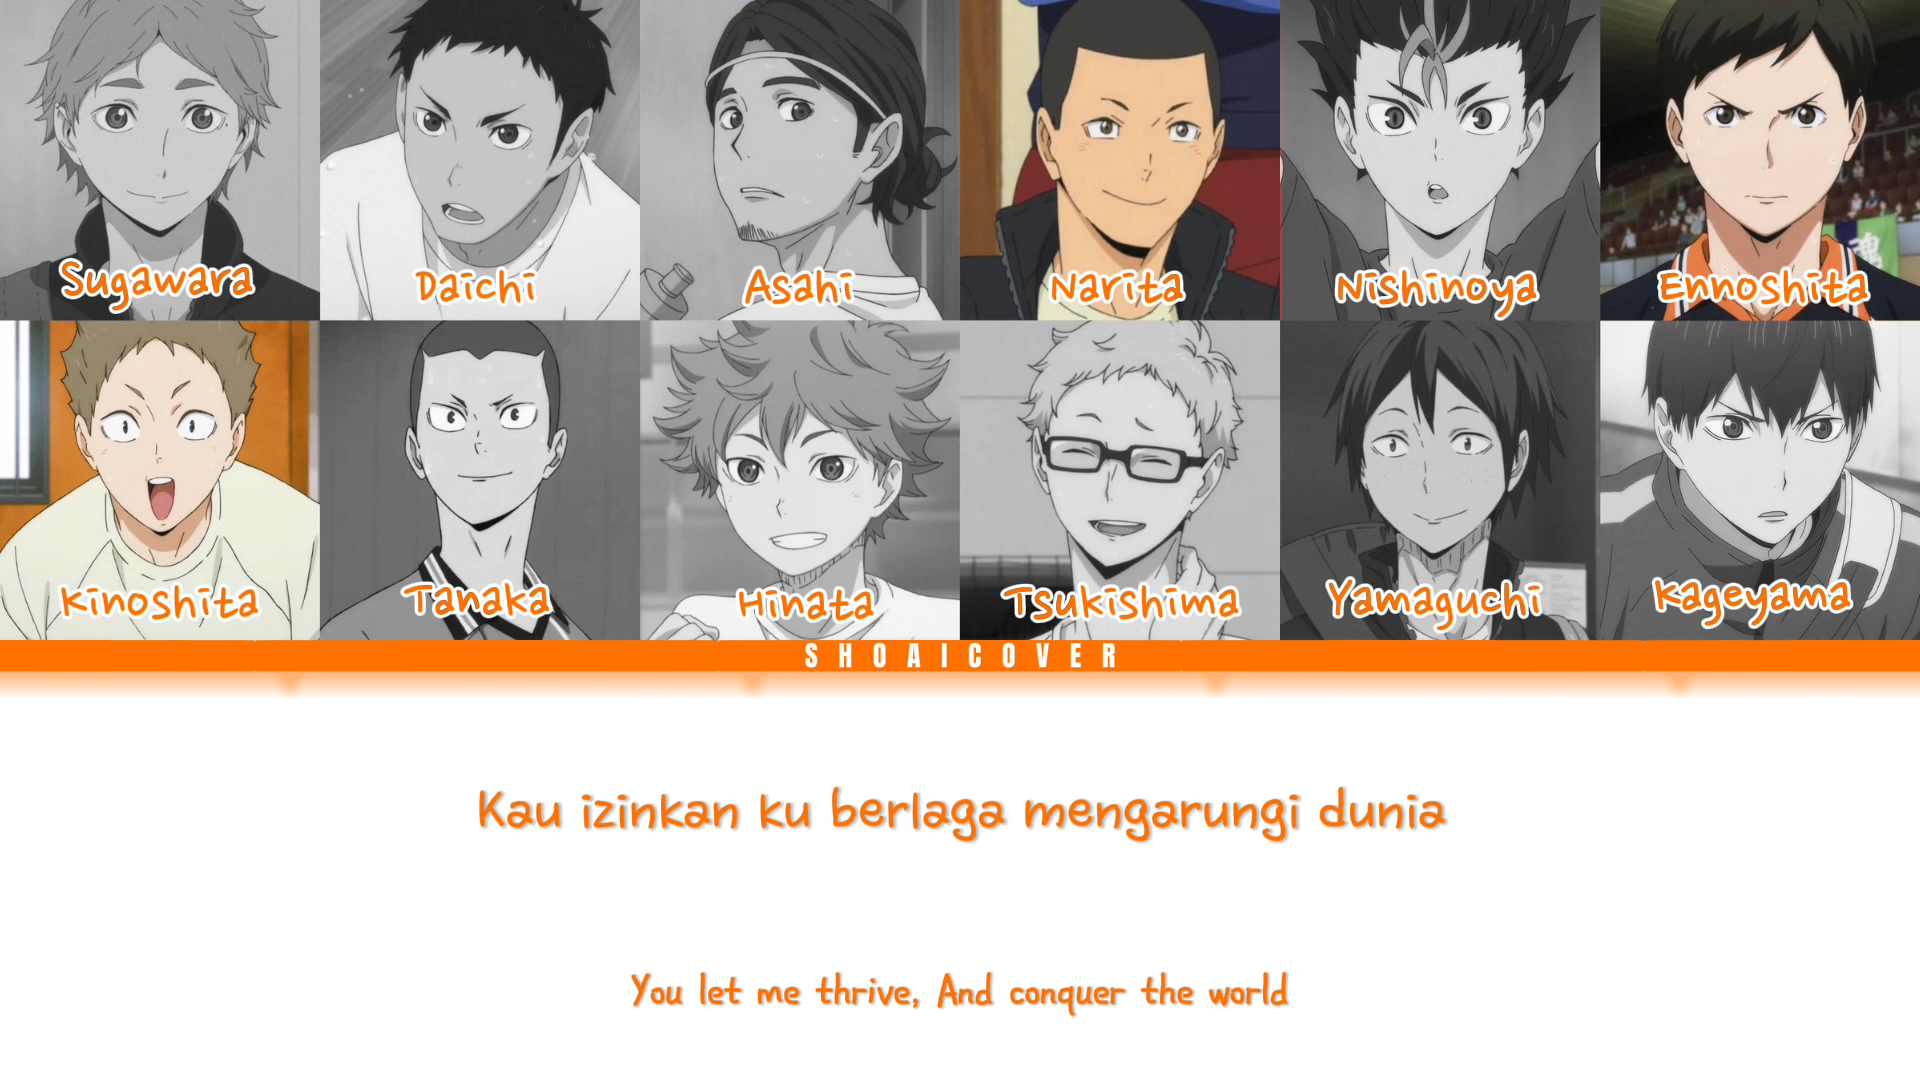 Sugawara
Daichi
Asahi
Narita
Nishinoya
Ennoshita
魂
Kinoshita
Tanaka
Hinata
Tsukishima
Yamaguchi
Kageyama
SHOAICOVER
Kau izinkan ku berlaga mengarungi dunia
You let me thrive, And conquer the world